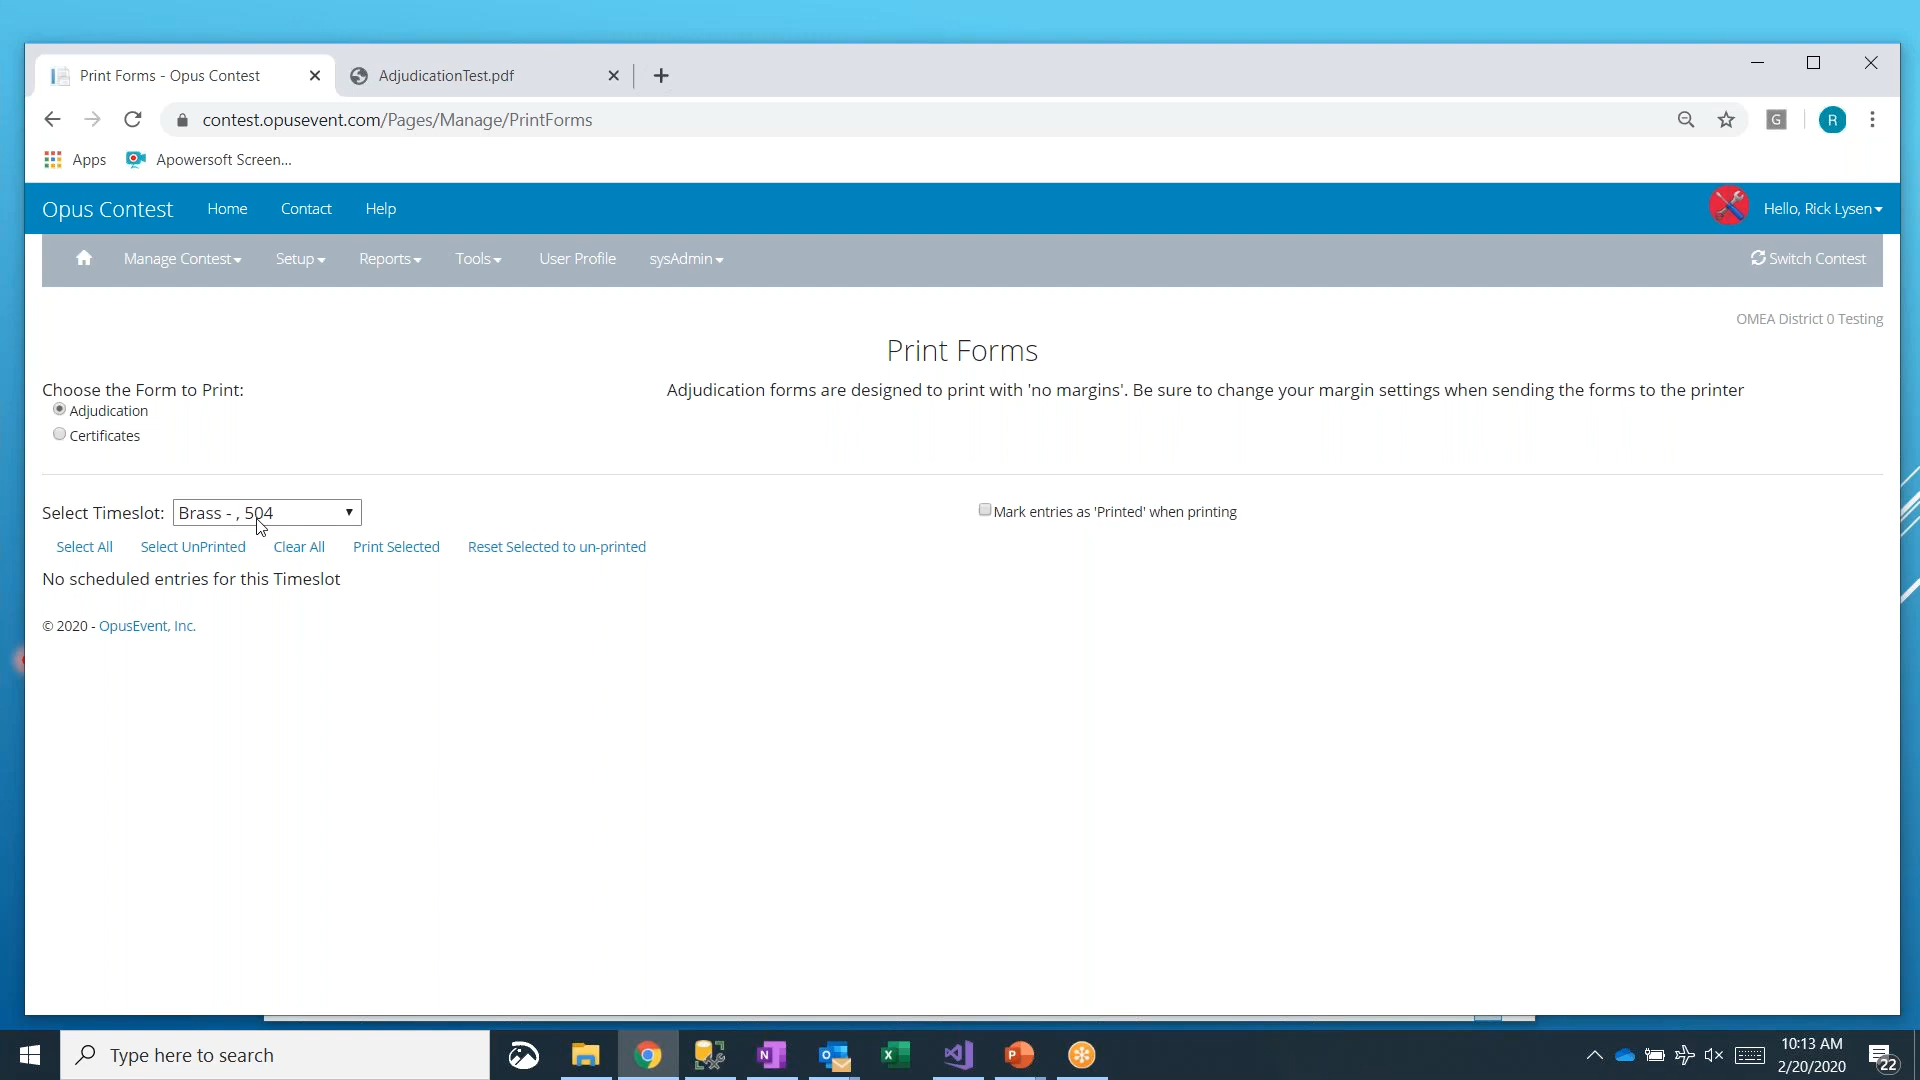 Print Forms - Opus Contest
AdjudicationTest.pdf
contest.opusevent.com/Pages/Manage/PrintForms
G
R
Apps
Apowersoft Screen...
Opus Contest
Home
Contact
Help
Hello, Rick Lysen
Manage Contest
Setup
Reports
Tools
User Profile
sysAdmin
Switch Contest
OMEA District 0 Testing
Print Forms
Choose the Form to Print:
Adjudication forms are designed to print with 'no margins'. Be sure to change your margin settings when sending the forms to the printer
Adjudication
Certificates
Select Timeslot:
Brass - , 504
Mark entries as 'Printed' when printing
Select All
Select UnPrinted
Clear All
Print Selected
Reset Selected to un-printed
No scheduled entries for this Timeslot
© 2020 - OpusEvent, Inc.
Type here to search
N
O
X
P
10:13 AM
2/20/2020
22